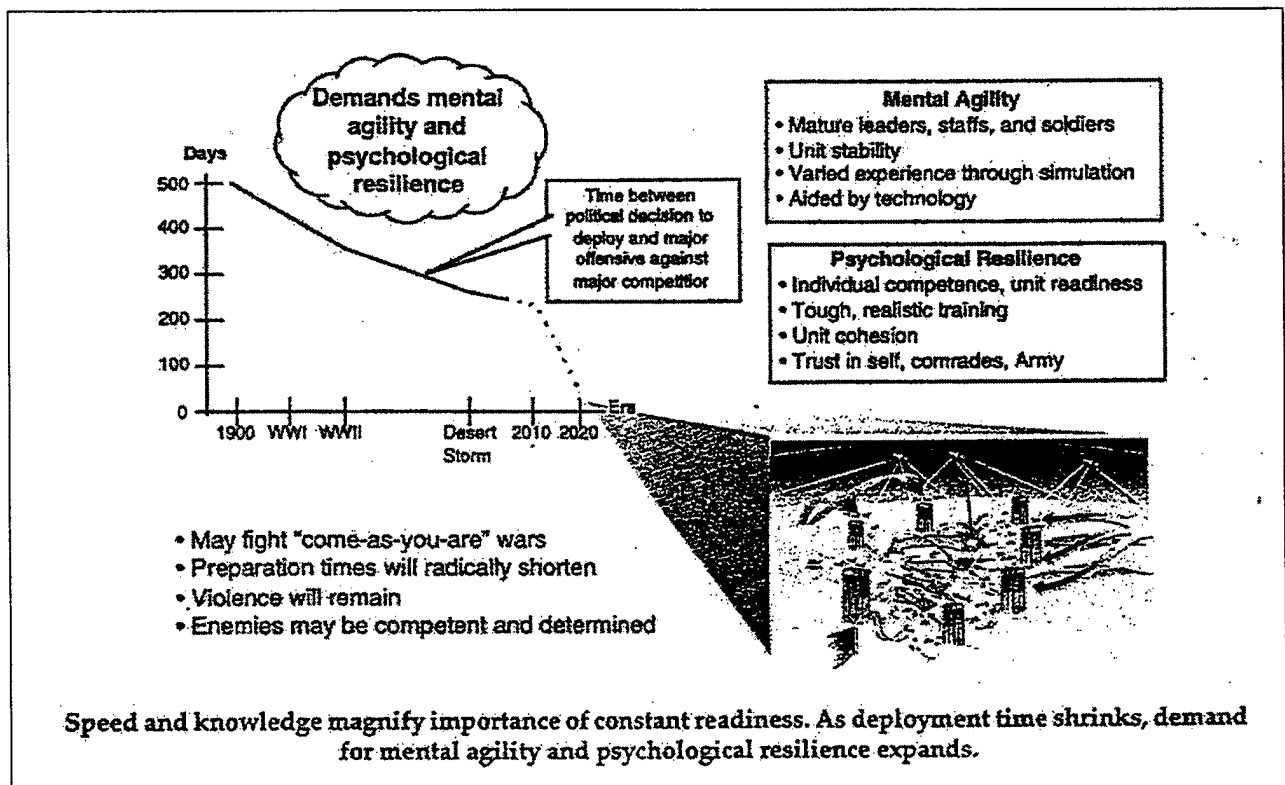 Demands mental
agility and
psychological
resilience
Days
500
400
300
200
100
0
1900 WWI WWII Desert Storm 2010 2020
Era
Time between
political decision to
deploy and major
offensive against
major competitior
Mental Agility
• Mature leaders, staffs, and soldiers
• Unit stability
• Varied experience through simulation
• Aided by technology
Psychological Resilience
• Individual competence, unit readiness
• Tough, realistic training
• Unit cohesion
• Trust in self, comrades, Army
• May fight "come-as-you-are" wars
• Preparation times will radically shorten
• Violence will remain
• Enemies may be competent and determined
Speed and knowledge magnify importance of constant readiness. As deployment time shrinks, demand
for mental agility and psychological resilience expands.